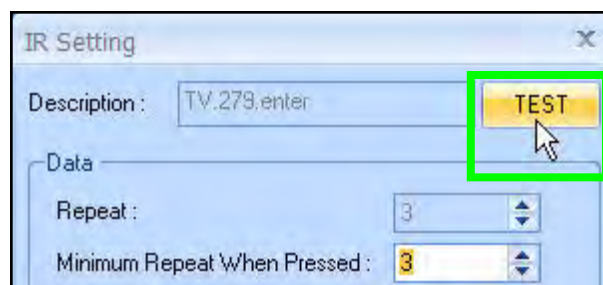 IR Setting
Description : TV.279.enter TEST
Data
Repeat : 3
Minimum Repeat When Pressed : 3